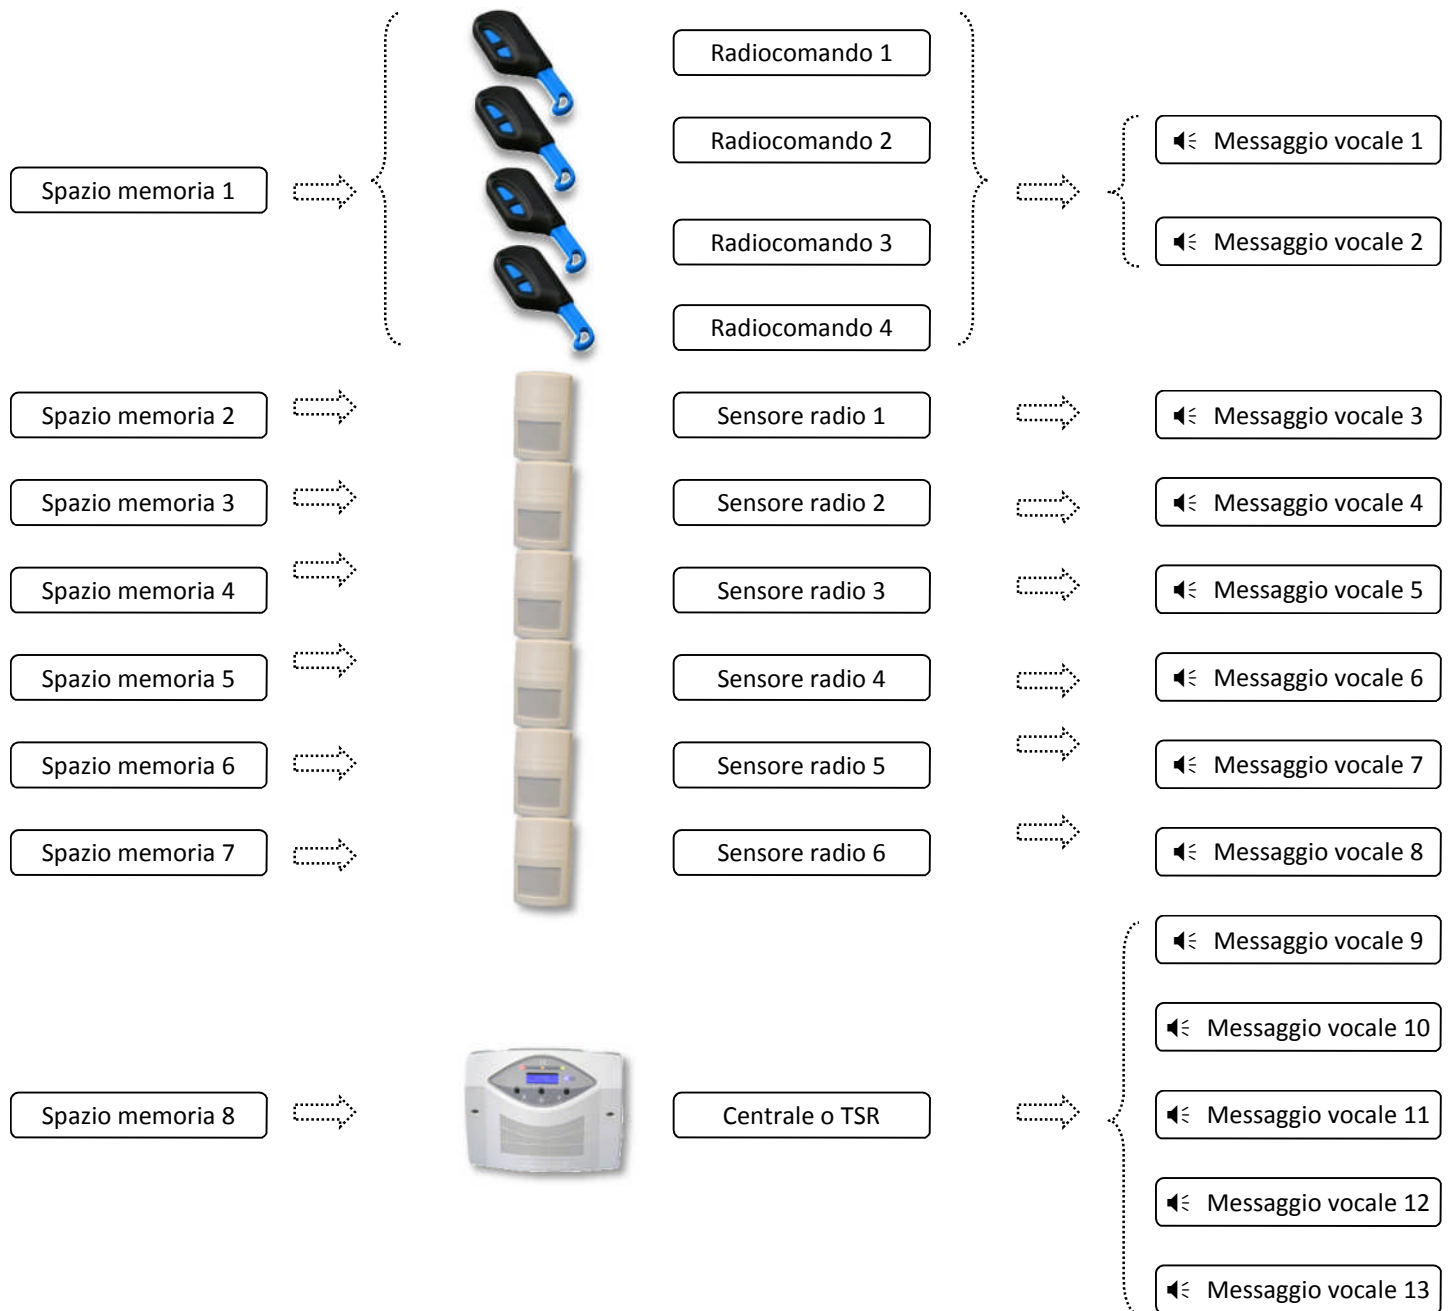 Radiocomando 1
Radiocomando 2
Messaggio vocale 1
Spazio memoria 1
Radiocomando 3
Messaggio vocale 2
Radiocomando 4
Spazio memoria 2
Sensore radio 1
Messaggio vocale 3
Spazio memoria 3
Sensore radio 2
Messaggio vocale 4
Spazio memoria 4
Sensore radio 3
Messaggio vocale 5
Spazio memoria 5
Sensore radio 4
Messaggio vocale 6
Spazio memoria 6
Sensore radio 5
Messaggio vocale 7
Spazio memoria 7
Sensore radio 6
Messaggio vocale 8
Messaggio vocale 9
Messaggio vocale 10
Spazio memoria 8
Centrale o TSR
Messaggio vocale 11
Messaggio vocale 12
Messaggio vocale 13